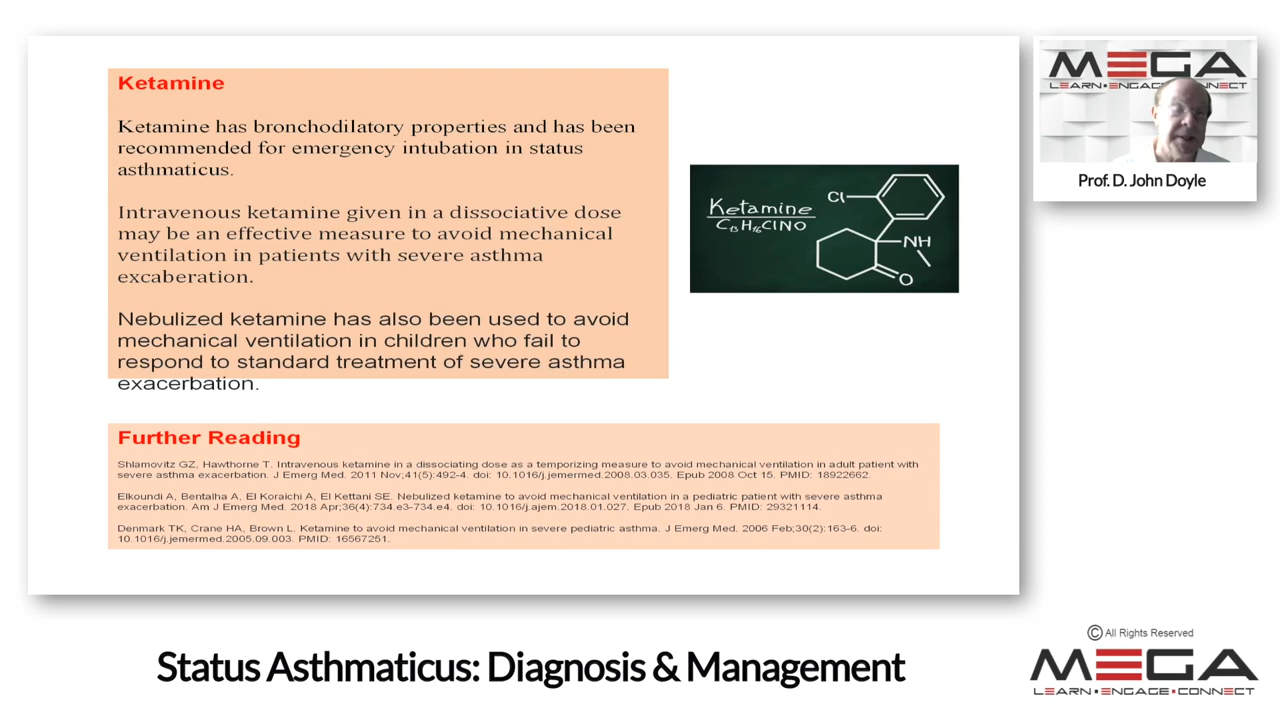 Ketamine
Ketamine has bronchodilatory properties and has been
recommended for emergency intubation in status
asthmaticus.
Intravenous ketamine given in a dissociative dose
may be an effective measure to avoid mechanical
ventilation in patients with severe asthma
excaberation.
Nebulized ketamine has also been used to avoid
mechanical ventilation in children who fail to
respond to standard treatment of severe asthma
exacerbation.
Ketamine
C₁₃H₁₆ClNO
Cl
NH
O
Further Reading
Shlamovitz GZ, Hawthorne T. Intravenous ketamine in a dissociating dose as a temporizing measure to avoid mechanical ventilation in adult patient with
severe asthma exacerbation. J Emerg Med. 2011 Nov;41(5):492-4. doi: 10.1016/j.jemermed.2008.03.035. Epub 2008 Oct 15. PMID: 18922662.
Elkoundi A, Bentalha A, El Koraichi A, El Kettani SE. Nebulized ketamine to avoid mechanical ventilation in a pediatric patient with severe asthma
exacerbation. Am J Emerg Med. 2018 Apr;36(4):734.e3-734.e4. doi: 10.1016/j.ajem.2018.01.027. Epub 2018 Jan 6. PMID: 29321114.
Denmark TK, Crane HA, Brown L. Ketamine to avoid mechanical ventilation in severe pediatric asthma. J Emerg Med. 2006 Feb;30(2):163-6. doi:
10.1016/j.jemermed.2005.09.003. PMID: 16567251.
MEGA
LEARN•ENGAGE•CONNECT
Prof. D. John Doyle
Status Asthmaticus: Diagnosis & Management
© All Rights Reserved
MEGA
LEARN•ENGAGE•CONNECT